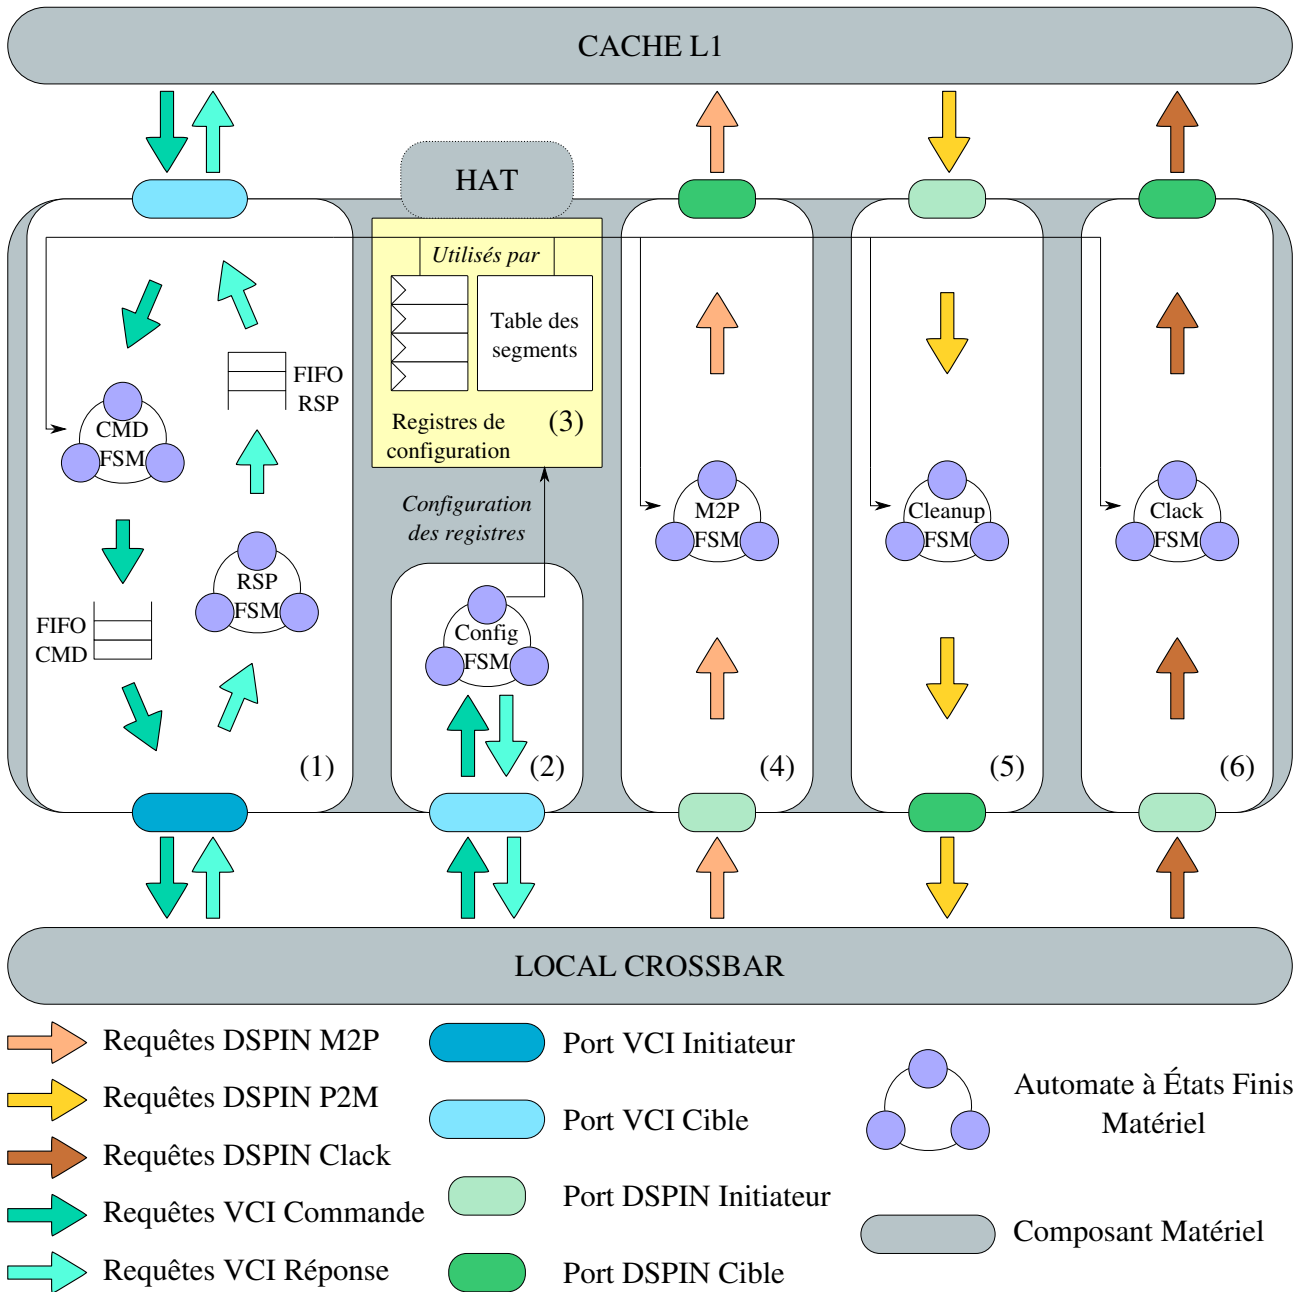 CACHE L1
HAT
Utilisés par
Table des
segments
FIFO
RSP
CMD
FSM
Registres de
configuration
(3)
Configuration
des registres
M2P
FSM
Cleanup
FSM
Clack
FSM
RSP
FSM
FIFO
CMD
Config
FSM
(1)
(2)
(4)
(5)
(6)
LOCAL CROSSBAR
Requêtes DSPIN M2P
Requêtes DSPIN P2M
Requêtes DSPIN Clack
Requêtes VCI Commande
Requêtes VCI Réponse
Port VCI Initiateur
Port VCI Cible
Port DSPIN Initiateur
Port DSPIN Cible
Automate à États Finis
Matériel
Composant Matériel